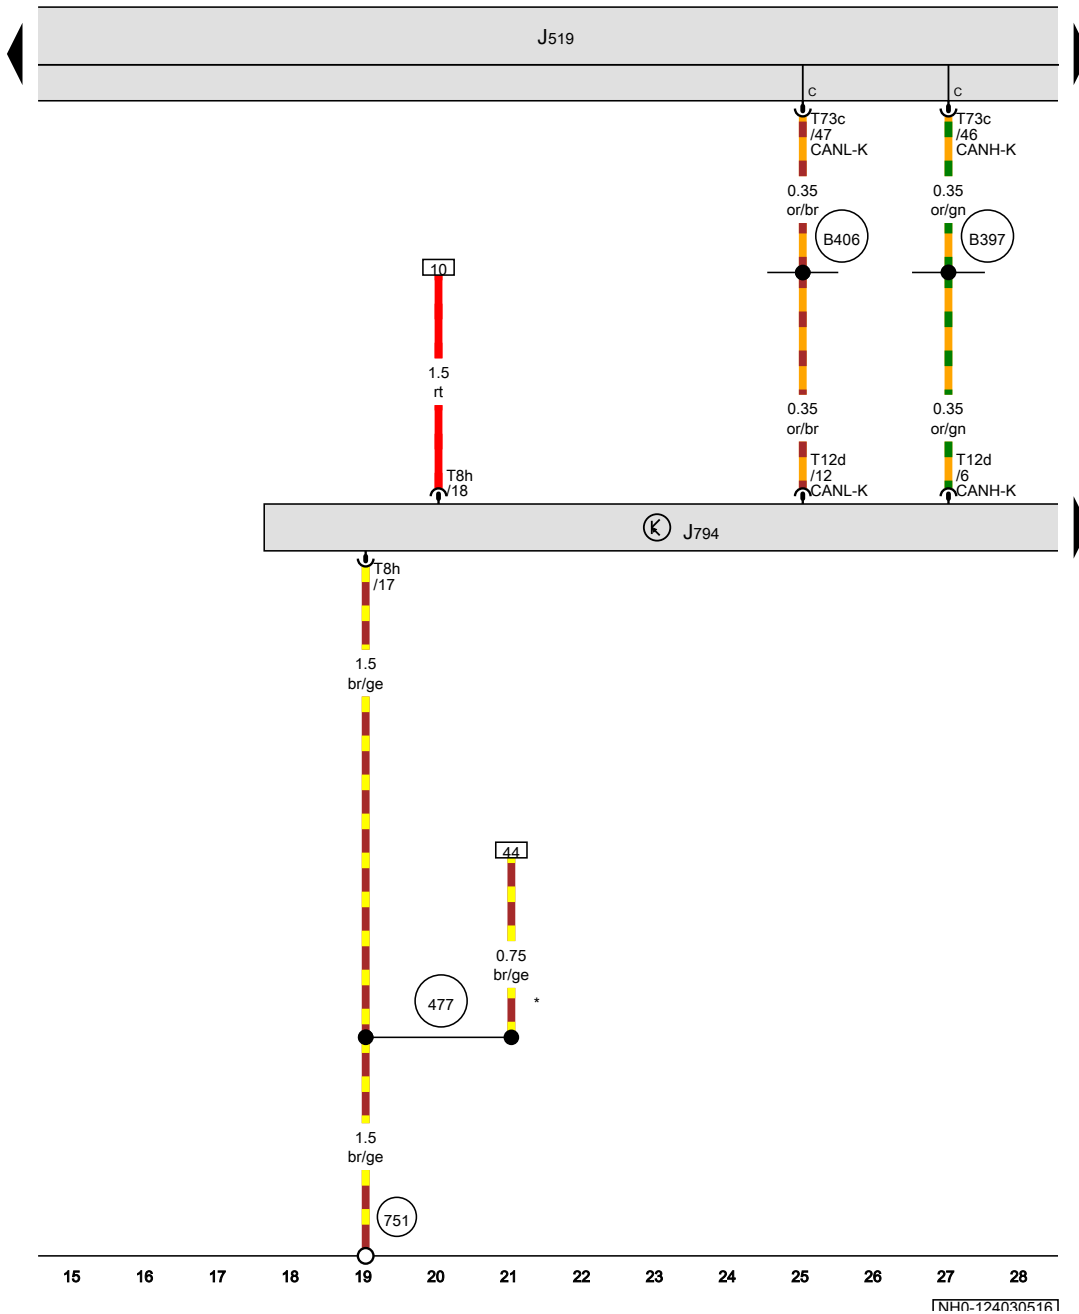 J519
C
C
T73c
/47
CANL-K
T73c
/46
CANH-K
0.35
or/br
0.35
or/gn
B406
B397
10
1.5
rt
0.35
or/br
0.35
or/gn
T8h
/18
T12d
/12
CANL-K
T12d
/6
CANH-K
J794
T8h
/17
1.5
br/ge
44
0.75
br/ge
477
*
1.5
br/ge
751
15 16 17 18 19 20 21 22 23 24 25 26 27 28
NH0-124030516